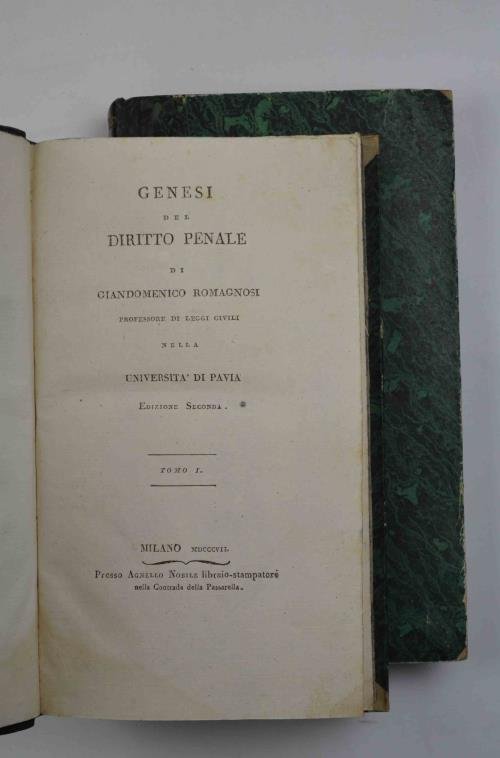 GENESI
DEL
DIRITTO PENALE
DI
GIANDOMENICO ROMAGNOSI
PROFESSORE DI LEGGI CIVILI
NELLA
UNIVERSITA' DI PAVIA
EDIZIONE SECONDA.
TOMO I.
MILANO MDCCCVII.
Presso AGNELLO NOBILE libraio-stampatore
nella Contrada della Passarella.